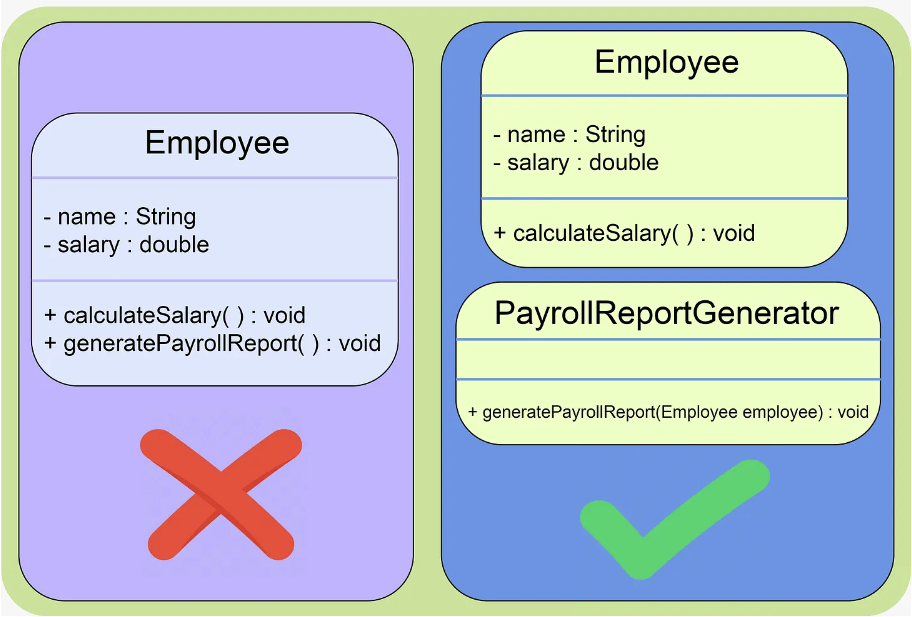 Employee
- name : String
- salary : double
+ calculateSalary( ) : void
+ generatePayrollReport( ) : void
Employee
- name : String
- salary : double
+ calculateSalary( ) : void
PayrollReportGenerator
+ generatePayrollReport(Employee employee) : void